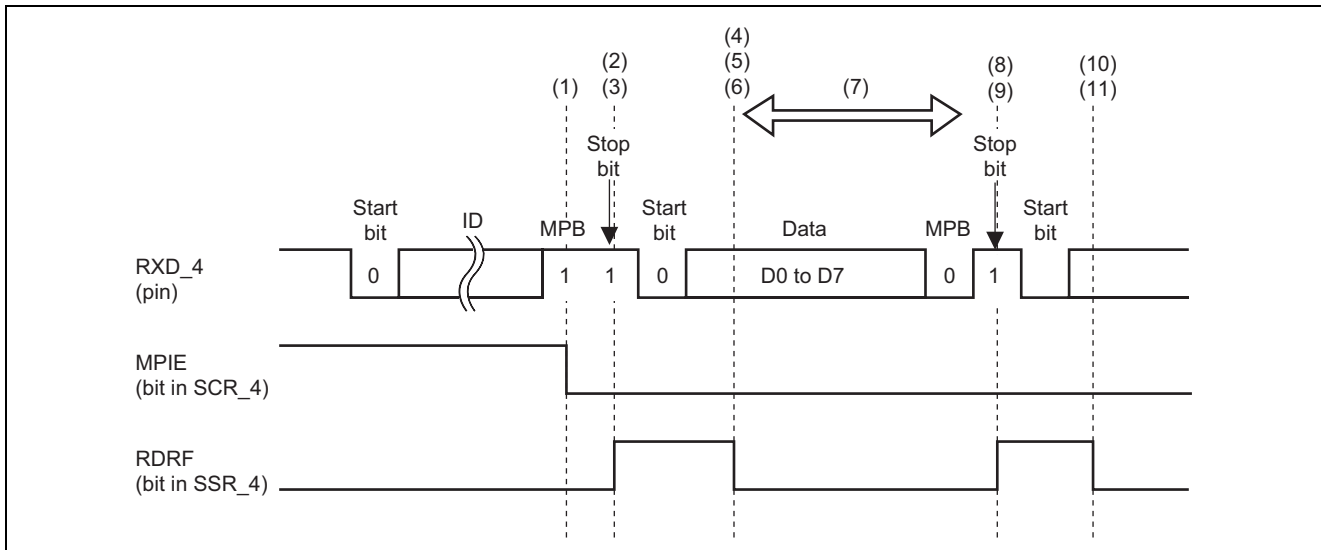 (4)
(2) (5) (8) (10)
(1) (3) (6) (7) (9) (11)
Stop Stop
bit bit
Start Start Start
bit ID MPB bit Data MPB bit
RXD_4
(pin)
0 1 1 0 D0 to D7 0 1
MPIE
(bit in SCR_4)
RDRF
(bit in SSR_4)